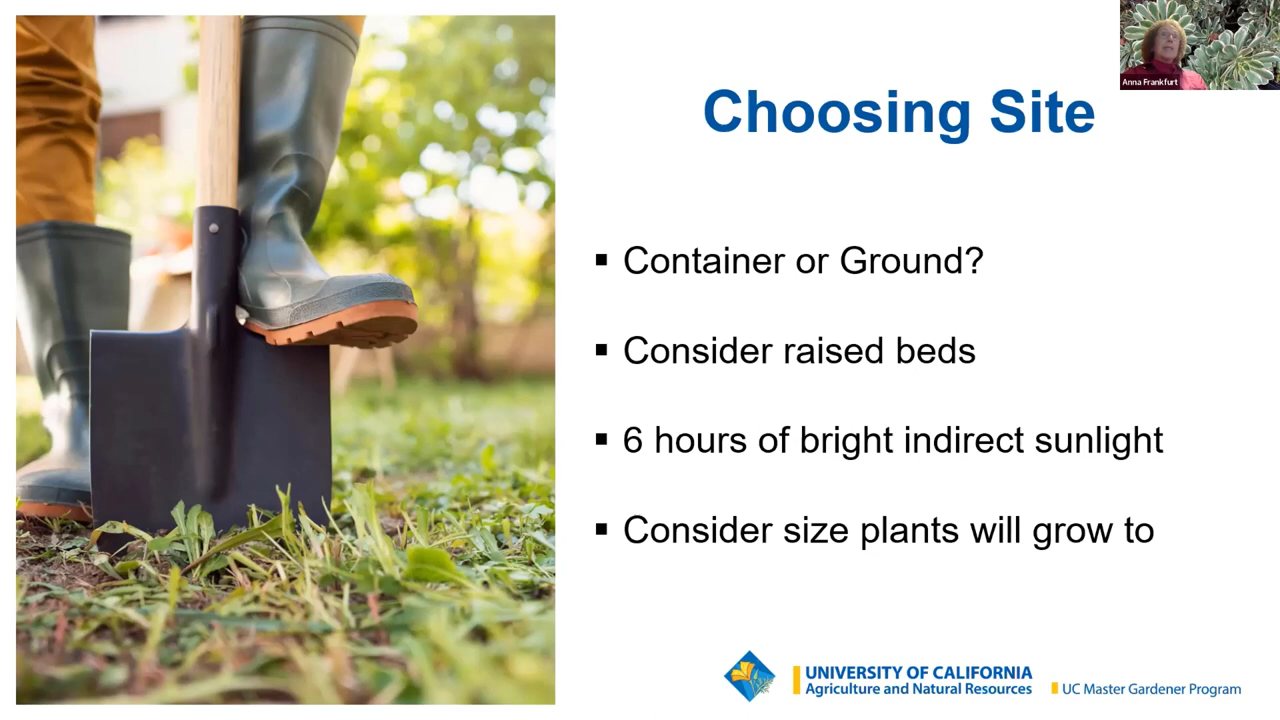 Anna Frankfurt
Choosing Site
▪ Container or Ground?
▪ Consider raised beds
▪ 6 hours of bright indirect sunlight
▪ Consider size plants will grow to
UNIVERSITY OF CALIFORNIA
Agriculture and Natural Resources
UC Master Gardener Program